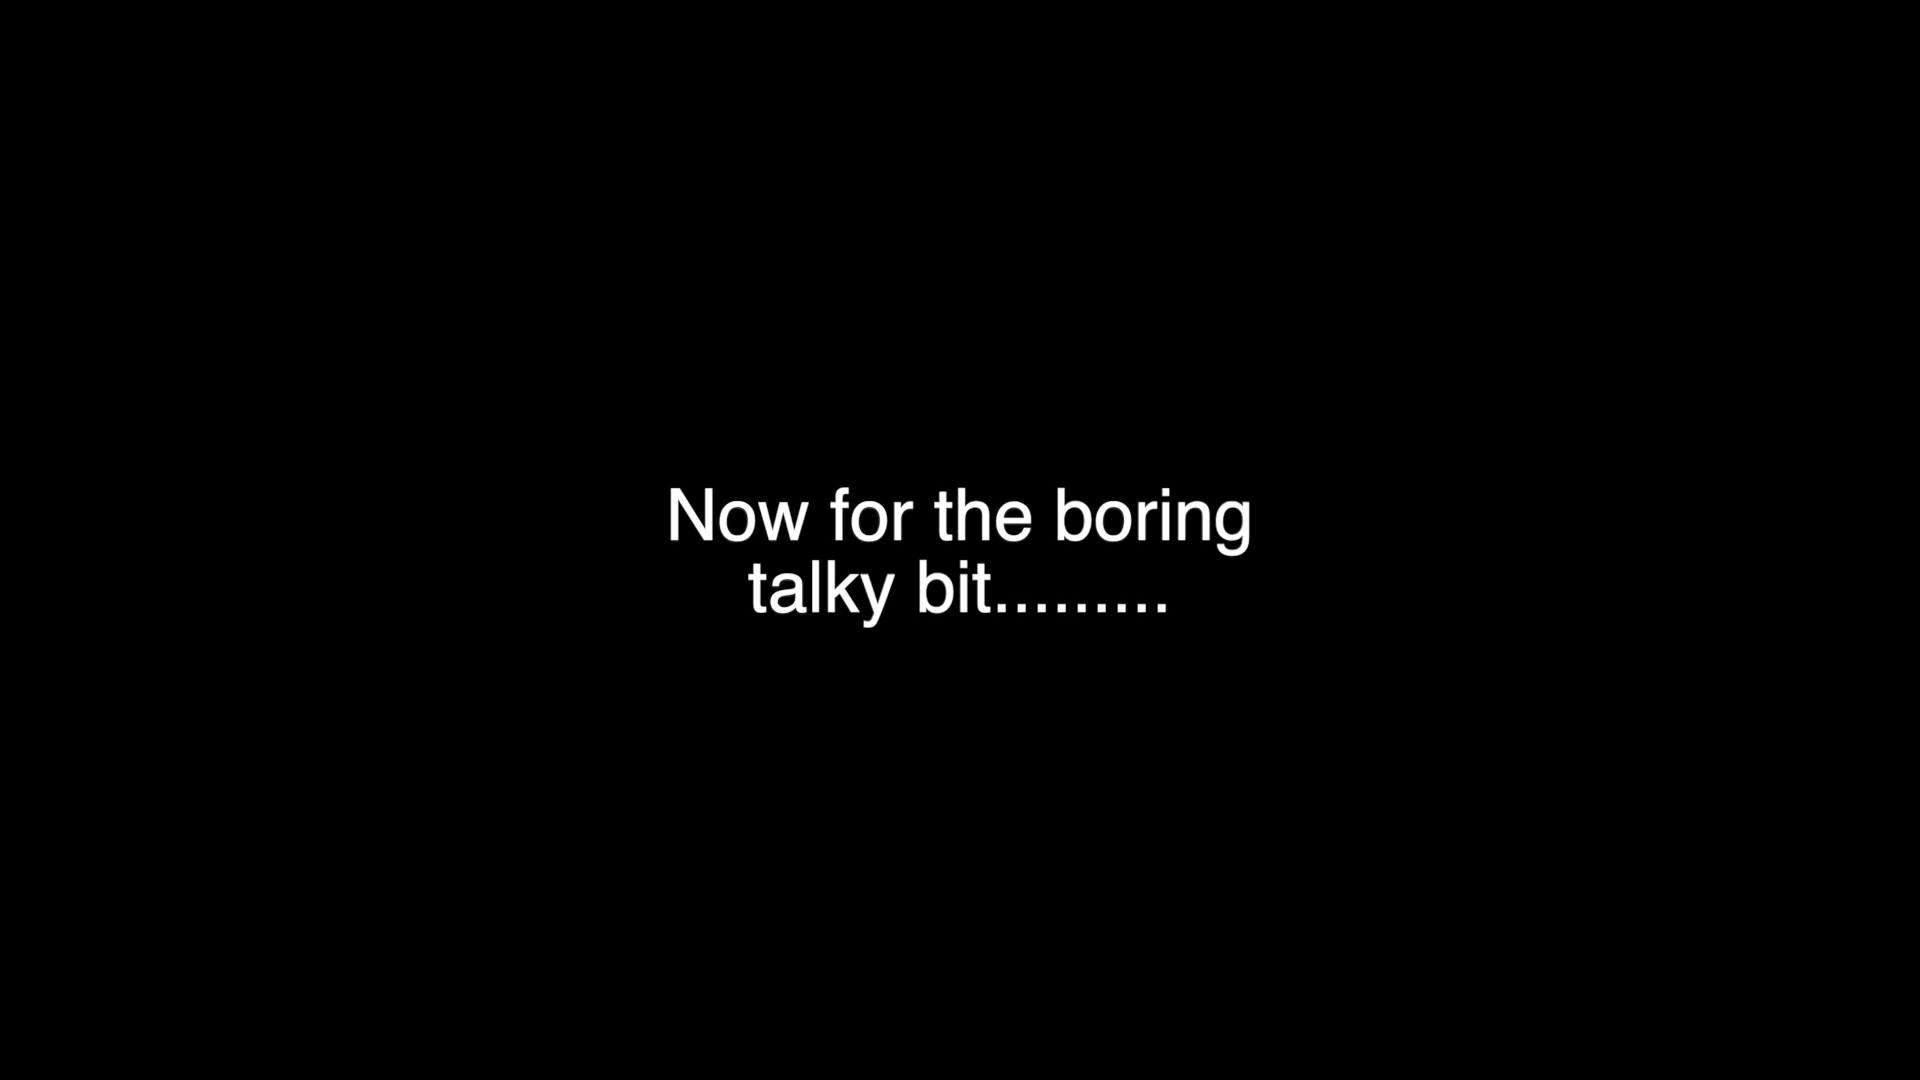 Now for the boring
talky bit.........